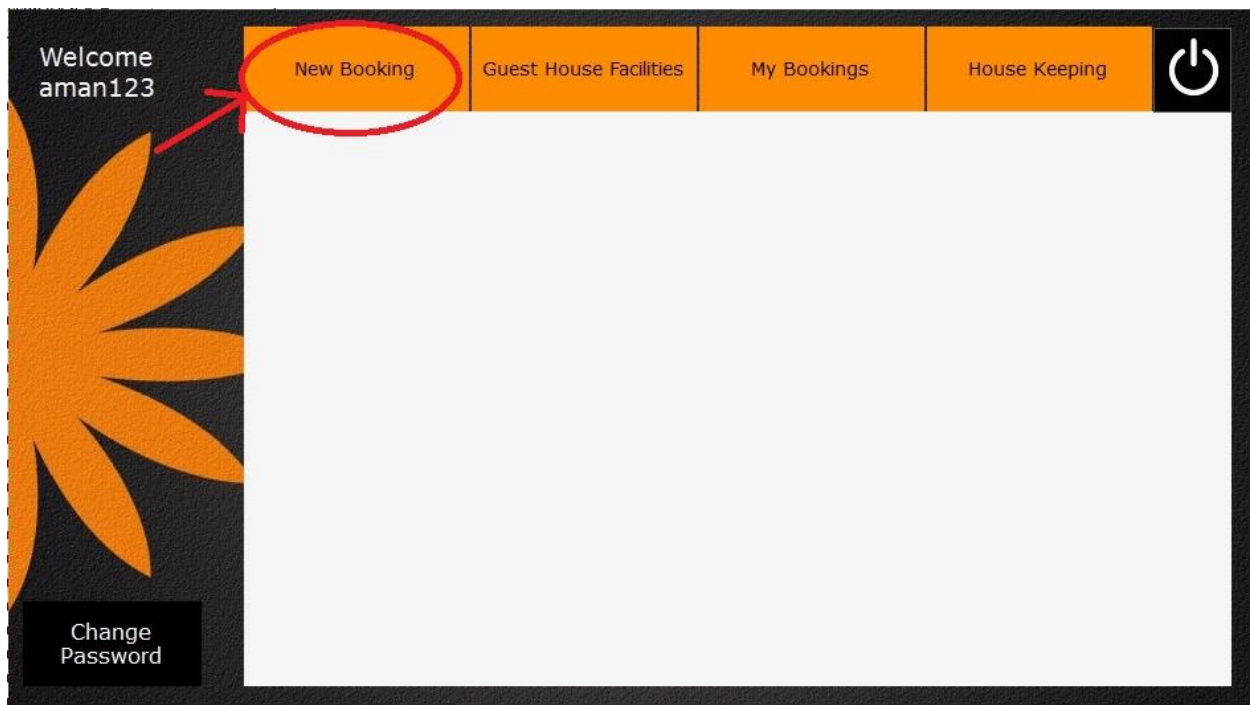 Welcome
aman123
New Booking
Guest House Facilities
My Bookings
House Keeping
Change
Password